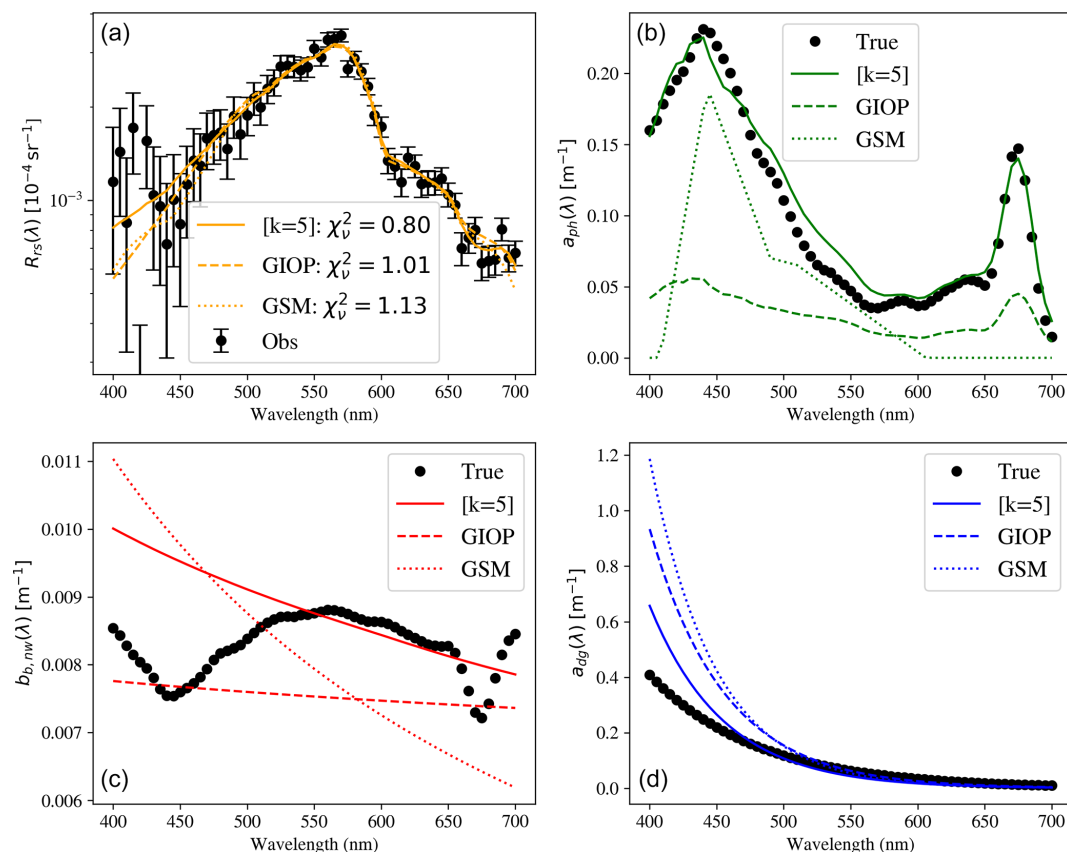 (a)
10⁻³
R_rs(λ) [10⁻⁴ sr⁻¹]
[k=5]: χ²_ν = 0.80
GIOP: χ²_ν = 1.01
GSM: χ²_ν = 1.13
Obs
400 450 500 550 600 650 700
Wavelength (nm)
(b)
0.20
0.15
0.10
0.05
0.00
a_ph(λ) [m⁻¹]
True
[k=5]
GIOP
GSM
400 450 500 550 600 650 700
Wavelength (nm)
(c)
0.011
0.010
0.009
0.008
0.007
0.006
b_b,nw(λ) [m⁻¹]
True
[k=5]
GIOP
GSM
400 450 500 550 600 650 700
Wavelength (nm)
(d)
1.2
1.0
0.8
0.6
0.4
0.2
0.0
a_dg(λ) [m⁻¹]
True
[k=5]
GIOP
GSM
400 450 500 550 600 650 700
Wavelength (nm)